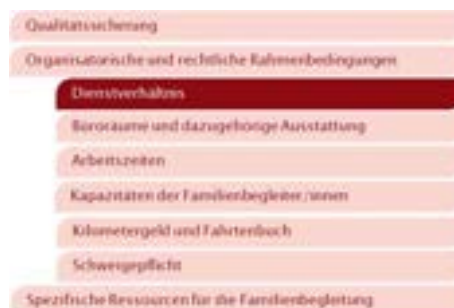 Qualitätssicherung
Organisatorische und rechtliche Rahmenbedingungen
Dienstverhältnis
Büroräume und dazugehörige Ausstattung
Arbeitszeiten
Kapazitäten der Familienbegleiter/innen
Kilometergeld und Fahrtenbuch
Schweigepflicht
Spezifische Ressourcen für die Familienbegleitung